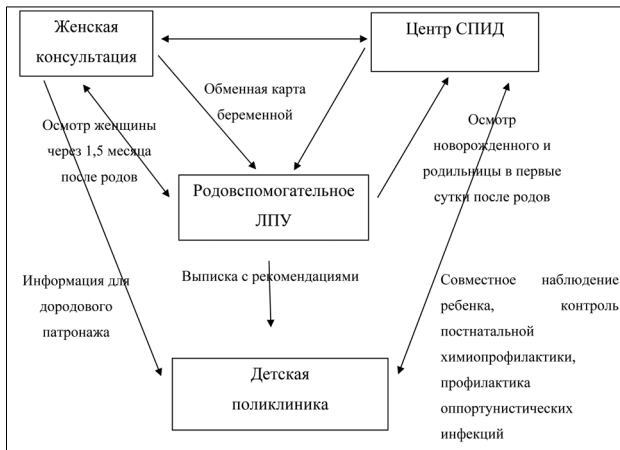 Женская
консультация
Центр СПИД
Обменная карта
беременной
Осмотр женщины
через 1,5 месяца
после родов
Осмотр
новорожденного и
родильницы в первые
сутки после родов
Родовспомогательное
ЛПУ
Информация для
дородового
патронажа
Выписка с рекомендациями
Совместное наблюдение
ребенка, контроль
постнатальной
химиопрофилактики,
профилактика
оппортунистических
инфекций
Детская
поликлиника